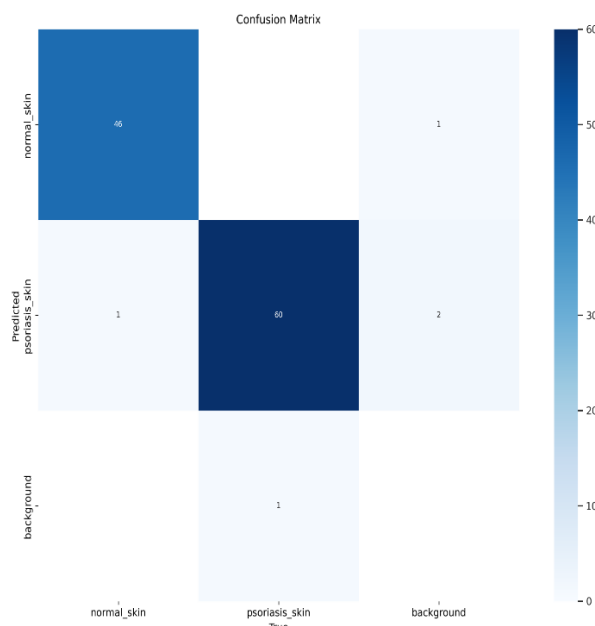 Confusion Matrix
normal_skin
46
1
Predicted
psoriasis_skin
1
60
2
background
1
normal_skin
psoriasis_skin
background
60
50
40
30
20
10
0